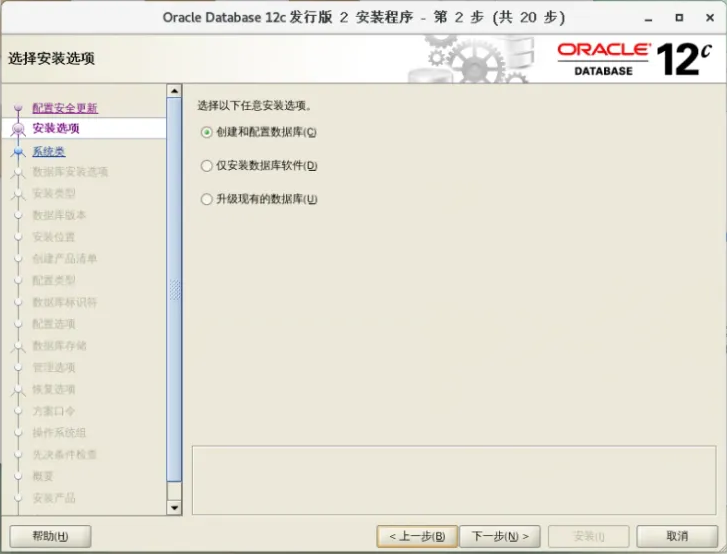 Oracle Database 12c 发行版 2 安装程序 - 第 2 步 (共 20 步)
选择安装选项
ORACLE
DATABASE
12c
配置安全更新
安装选项
系统类
数据库安装选项
安装类型
数据库版本
安装位置
创建产品清单
配置类型
数据库标识符
配置选项
数据库存储
管理选项
恢复选项
方案口令
操作系统组
先决条件检查
概要
安装产品
选择以下任意安装选项。
创建和配置数据库(C)
仅安装数据库软件(D)
升级现有的数据库(U)
帮助(H)
< 上一步(B)
下一步(N) >
安装(I)
取消